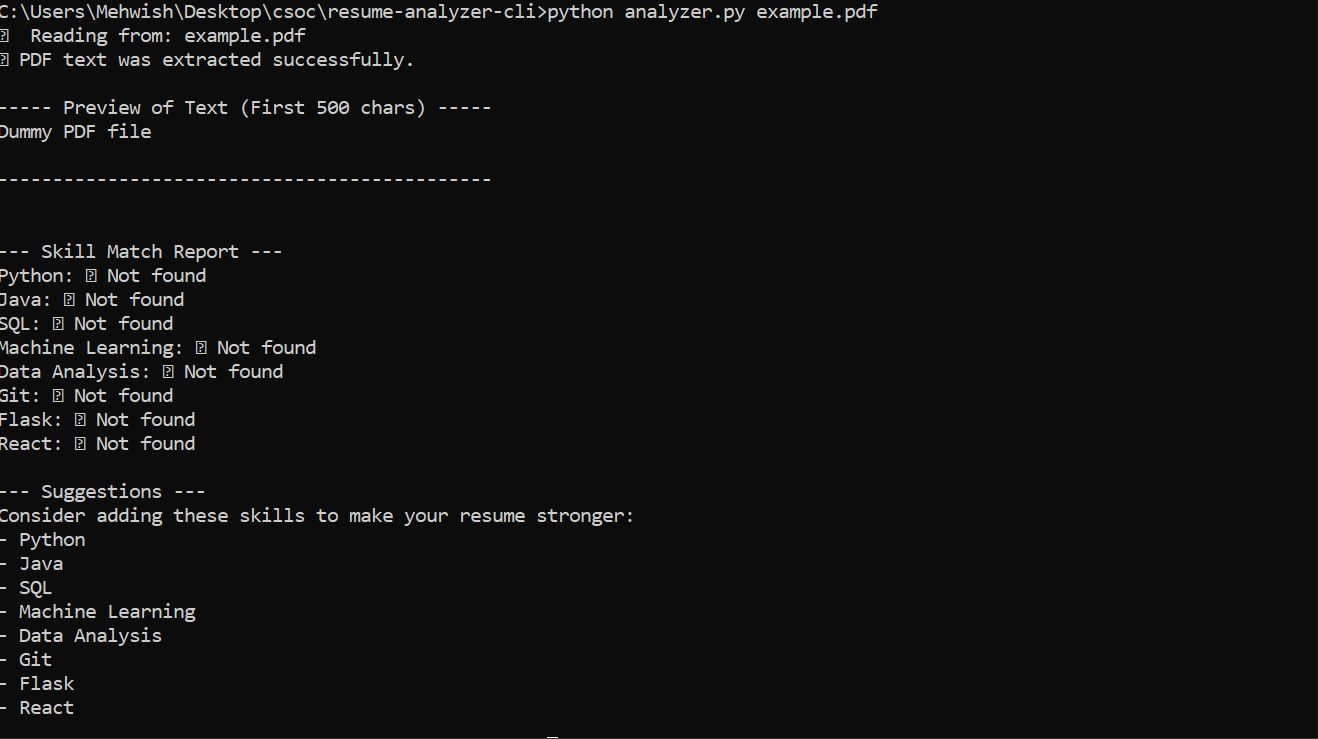 C:\Users\Mehwish\Desktop\csoc\resume-analyzer-cli>python analyzer.py example.pdf
⍰  Reading from: example.pdf
⍰ PDF text was extracted successfully.
----- Preview of Text (First 500 chars) -----
Dummy PDF file
---------------------------------------------
--- Skill Match Report ---
Python: ⍰ Not found
Java: ⍰ Not found
SQL: ⍰ Not found
Machine Learning: ⍰ Not found
Data Analysis: ⍰ Not found
Git: ⍰ Not found
Flask: ⍰ Not found
React: ⍰ Not found
--- Suggestions ---
Consider adding these skills to make your resume stronger:
- Python
- Java
- SQL
- Machine Learning
- Data Analysis
- Git
- Flask
- React